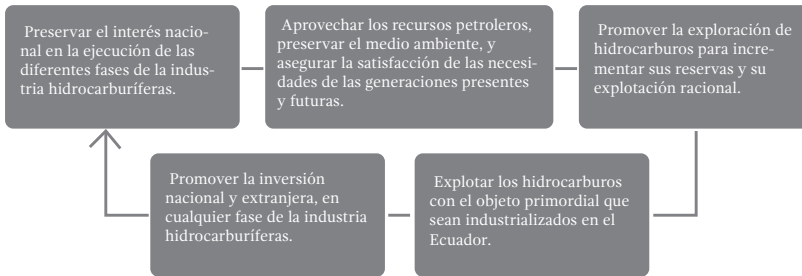 Preservar el interés nacio-
nal en la ejecución de las
diferentes fases de la indus-
tria hidrocarburíferas.
Aprovechar los recursos petroleros,
preservar el medio ambiente, y
asegurar la satisfacción de las necesi-
dades de las generaciones presentes
y futuras.
Promover la exploración de
hidrocarburos para incre-
mentar sus reservas y su
explotación racional.
Explotar los hidrocarburos
con el objeto primordial que
sean industrializados en el
Ecuador.
Promover la inversión
nacional y extranjera, en
cualquier fase de la industria
hidrocarburíferas.